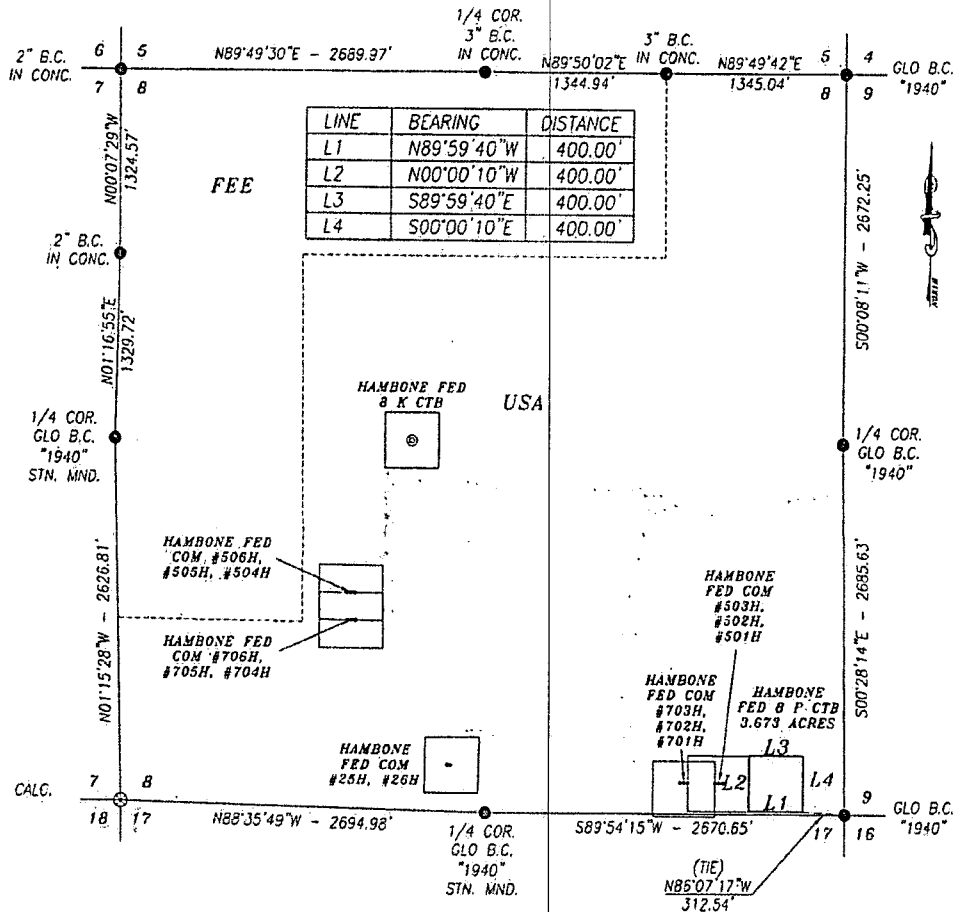 1/4 COR.
3" B.C.
IN CONC.
2" B.C.
IN CONC.
6 5
7 8
N89°49'30"E - 2689.97'
N89°50'02"E
1344.94'
3" B.C.
IN CONC.
N89°49'42"E
1345.04'
5 4
8 9
GLO B.C.
"1940"
LINE BEARING DISTANCE
L1 N89°59'40"W 400.00'
L2 N00°00'10"W 400.00'
L3 S89°59'40"E 400.00'
L4 S00°00'10"E 400.00'
N00°07'29"W
1324.57'
FEE
2" B.C.
IN CONC.
S00°08'11"W - 2672.25'
N01°16'55"E
1329.72'
HAMBONE FED
8 K CTB
USA
1/4 COR.
GLO B.C.
"1940"
STN. MND.
1/4 COR.
GLO B.C.
"1940"
N01°15'28"W - 2626.81'
HAMBONE FED
COM #506H,
#505H, #504H
HAMBONE FED
COM #706H,
#705H, #704H
HAMBONE
FED COM
#503H,
#502H,
#501H
S00°28'14"E - 2685.63'
HAMBONE
FED COM
#703H,
#702H,
#701H
HAMBONE
FED 8 P CTB
3.673 ACRES
L3
L2
L4
L1
HAMBONE
FED COM
#25H, #26H
CALC.
7 8
18 17
N88°35'49"W - 2694.98'
1/4 COR.
GLO B.C.
"1940"
STN. MND.
S89°54'15"W - 2670.65'
9
17 16
GLO B.C.
"1940"
(TIE)
N86°07'17"W
312.54'